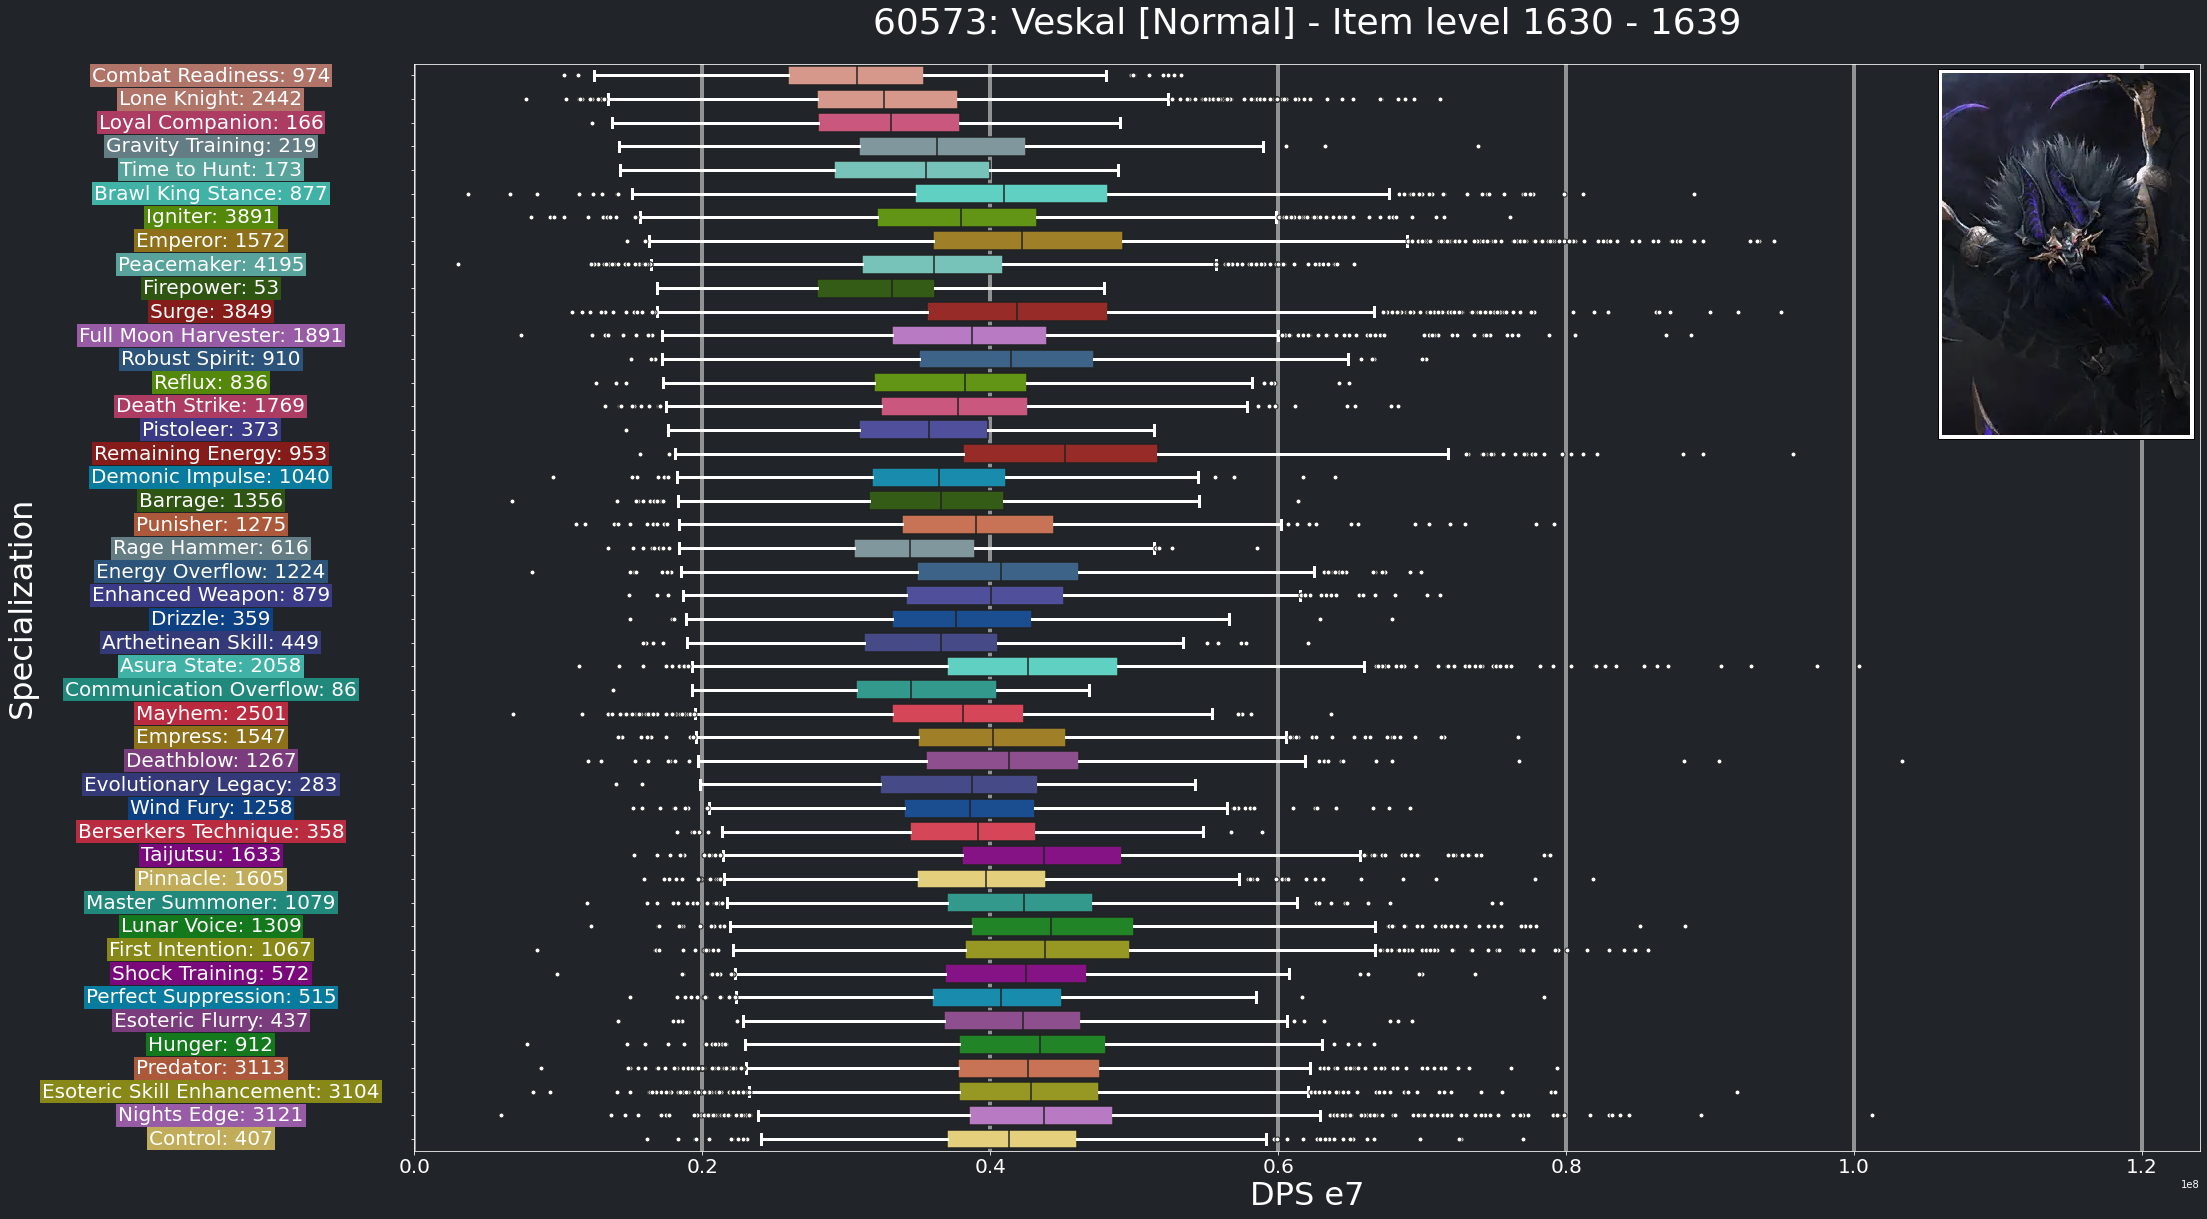 60573: Veskal [Normal] - Item level 1630 - 1639
Specialization
Combat Readiness: 974
Lone Knight: 2442
Loyal Companion: 166
Gravity Training: 219
Time to Hunt: 173
Brawl King Stance: 877
Igniter: 3891
Emperor: 1572
Peacemaker: 4195
Firepower: 53
Surge: 3849
Full Moon Harvester: 1891
Robust Spirit: 910
Reflux: 836
Death Strike: 1769
Pistoleer: 373
Remaining Energy: 953
Demonic Impulse: 1040
Barrage: 1356
Punisher: 1275
Rage Hammer: 616
Energy Overflow: 1224
Enhanced Weapon: 879
Drizzle: 359
Arthetinean Skill: 449
Asura State: 2058
Communication Overflow: 86
Mayhem: 2501
Empress: 1547
Deathblow: 1267
Evolutionary Legacy: 283
Wind Fury: 1258
Berserkers Technique: 358
Taijutsu: 1633
Pinnacle: 1605
Master Summoner: 1079
Lunar Voice: 1309
First Intention: 1067
Shock Training: 572
Perfect Suppression: 515
Esoteric Flurry: 437
Hunger: 912
Predator: 3113
Esoteric Skill Enhancement: 3104
Nights Edge: 3121
Control: 407
0.0 0.2 0.4 0.6 0.8 1.0 1.2
1e8
DPS e7